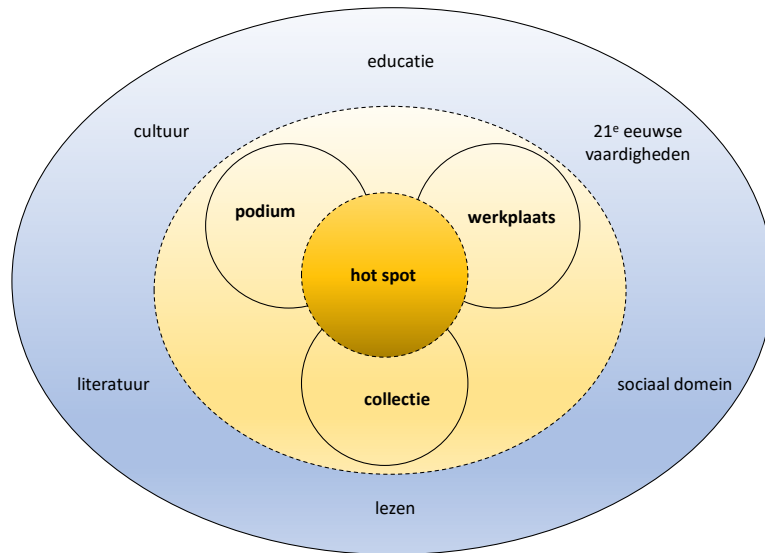 educatie
cultuur
21e eeuwse
vaardigheden
podium
werkplaats
hot spot
literatuur
collectie
sociaal domein
lezen